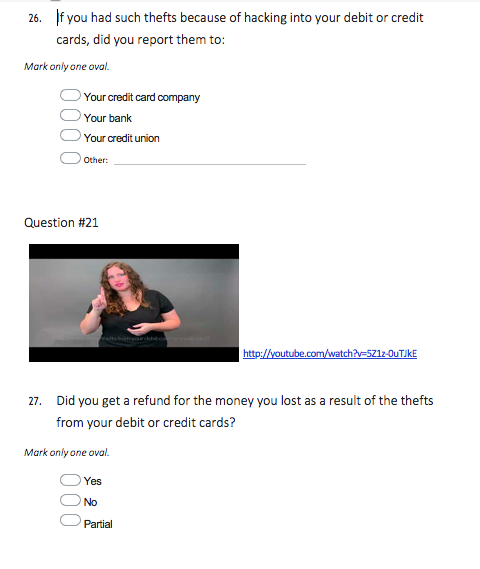 26. If you had such thefts because of hacking into your debit or credit
cards, did you report them to:
Mark only one oval.
Your credit card company
Your bank
Your credit union
Other:
Question #21
http://youtube.com/watch?v=5Z1z-0uTJkE
27. Did you get a refund for the money you lost as a result of the thefts
from your debit or credit cards?
Mark only one oval.
Yes
No
Partial